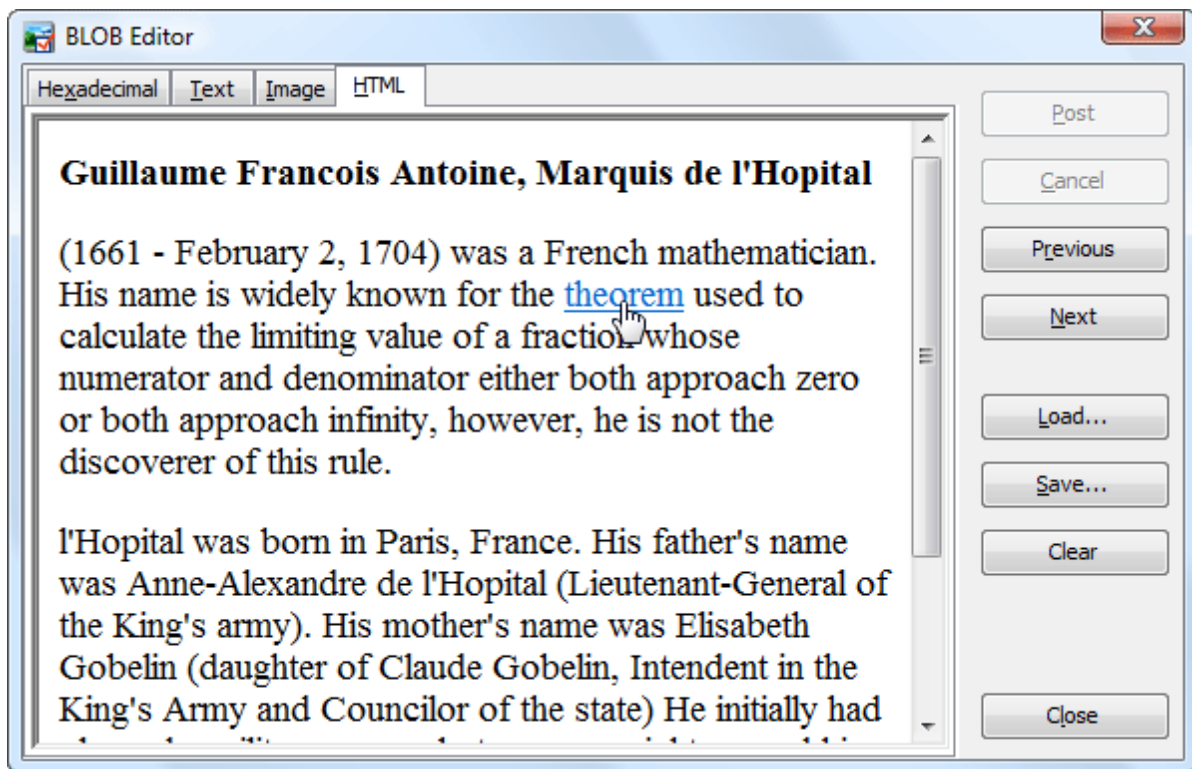 BLOB Editor
Hexadecimal Text Image HTML
Guillaume Francois Antoine, Marquis de l'Hopital
(1661 - February 2, 1704) was a French mathematician.
His name is widely known for the theorem used to
calculate the limiting value of a fraction whose
numerator and denominator either both approach zero
or both approach infinity, however, he is not the
discoverer of this rule.
l'Hopital was born in Paris, France. His father's name
was Anne-Alexandre de l'Hopital (Lieutenant-General of
the King's army). His mother's name was Elisabeth
Gobelin (daughter of Claude Gobelin, Intendent in the
King's Army and Councilor of the state) He initially had
Post
Cancel
Previous
Next
Load...
Save...
Clear
Close